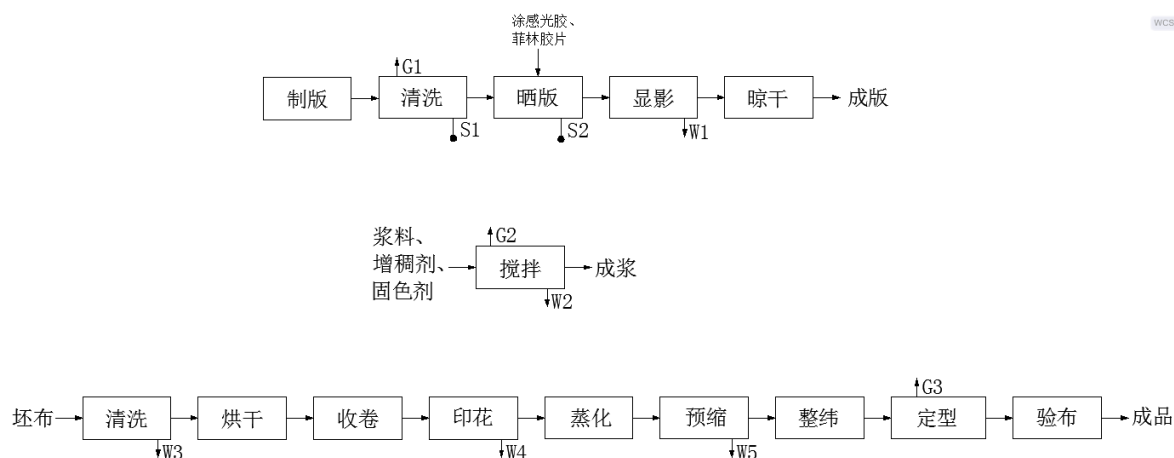 涂感光胶、
菲林胶片
wcs
G1
制版 清洗 晒版 显影 晾干 成版
S1 S2 W1
浆料、
增稠剂、
固色剂
G2
搅拌 成浆
W2
G3
坯布 清洗 烘干 收卷 印花 蒸化 预缩 整纬 定型 验布 成品
W3 W4 W5